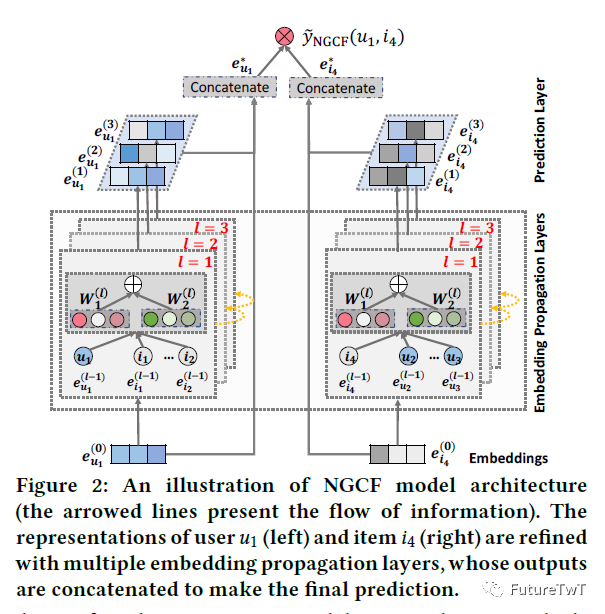 ỹNGCF(u1, i4)
e*u1 e*i4
Concatenate Concatenate
Prediction Layer
e(3)u1 e(3)i4
e(2)u1 e(2)i4
e(1)u1 e(1)i4
Embedding Propagation Layers
l = 3 l = 3
l = 2 l = 2
l = 1 l = 1
W1(l) W2(l) W1(l) W2(l)
u1 i1 ... i2 i4 u2 ... u3
e(l-1)u1 e(l-1)i1 e(l-1)i2 e(l-1)i4 e(l-1)u2 e(l-1)u3
e(0)u1 e(0)i4 Embeddings
Figure 2: An illustration of NGCF model architecture
(the arrowed lines present the flow of information). The
representations of user u1 (left) and item i4 (right) are refined
with multiple embedding propagation layers, whose outputs
are concatenated to make the final prediction.
FutureTwT